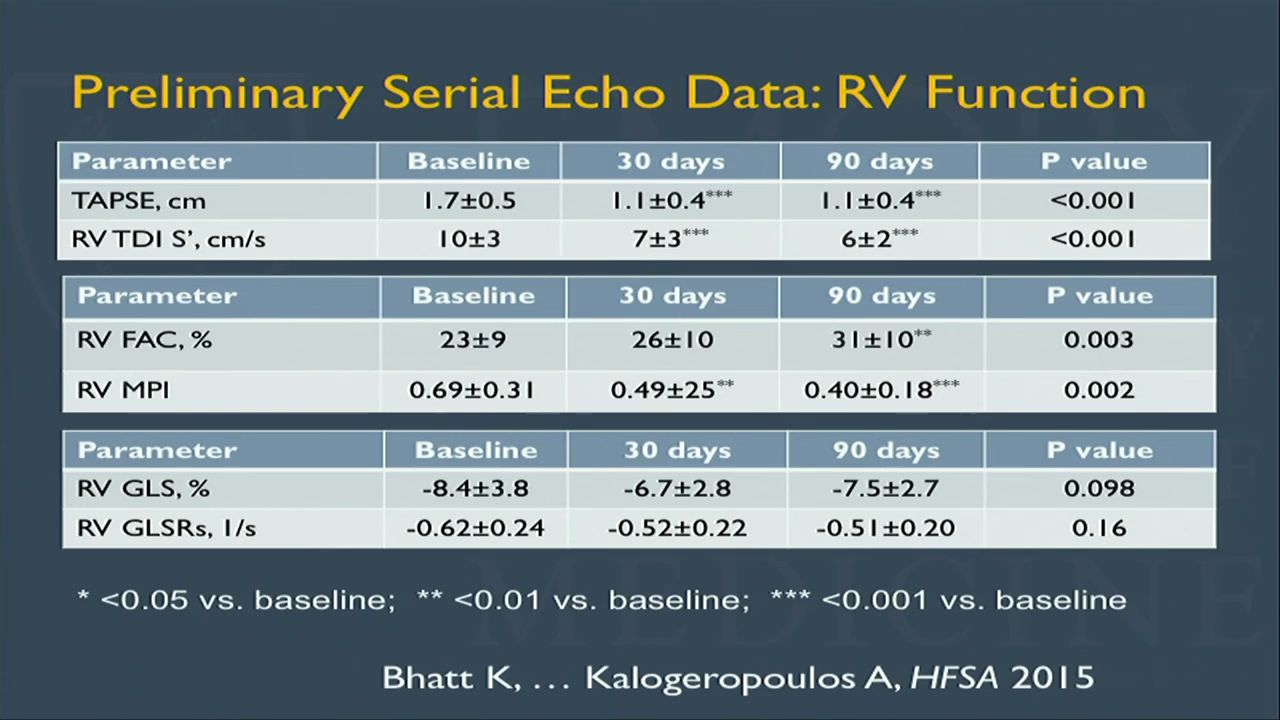 Preliminary Serial Echo Data: RV Function
Parameter Baseline 30 days 90 days P value
TAPSE, cm 1.7±0.5 1.1±0.4*** 1.1±0.4*** <0.001
RV TDI S’, cm/s 10±3 7±3*** 6±2*** <0.001
Parameter Baseline 30 days 90 days P value
RV FAC, % 23±9 26±10 31±10** 0.003
RV MPI 0.69±0.31 0.49±25** 0.40±0.18*** 0.002
Parameter Baseline 30 days 90 days P value
RV GLS, % -8.4±3.8 -6.7±2.8 -7.5±2.7 0.098
RV GLSRs, 1/s -0.62±0.24 -0.52±0.22 -0.51±0.20 0.16
* <0.05 vs. baseline; ** <0.01 vs. baseline; *** <0.001 vs. baseline
MEDICINE
Bhatt K, … Kalogeropoulos A, HFSA 2015